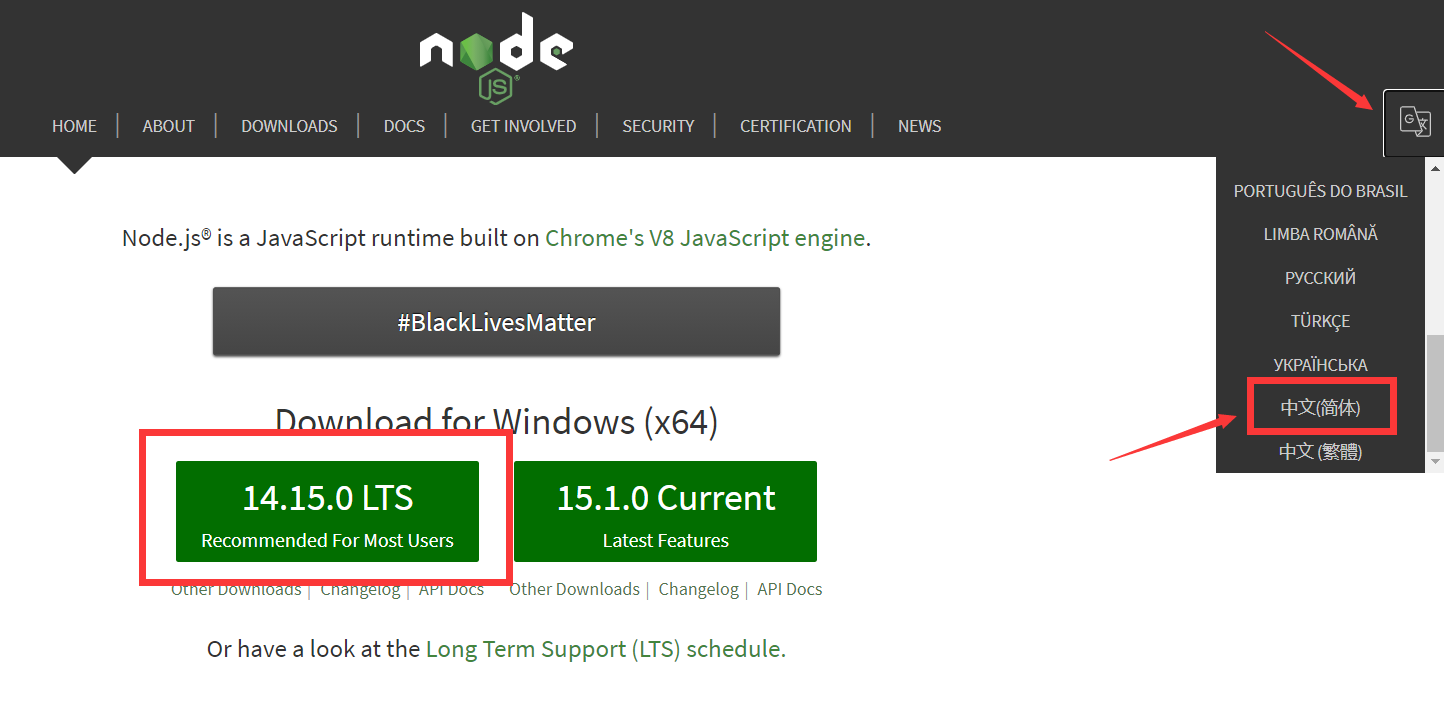 node
JS®
HOME | ABOUT | DOWNLOADS | DOCS | GET INVOLVED | SECURITY | CERTIFICATION | NEWS
G 文
PORTUGUÊS DO BRASIL
LIMBA ROMÂNĂ
РУССКИЙ
TÜRKÇE
УКРАЇНСЬКА
中文(简体)
中文 (繁體)
Node.js® is a JavaScript runtime built on Chrome's V8 JavaScript engine.
#BlackLivesMatter
Download for Windows (x64)
14.15.0 LTS
Recommended For Most Users
15.1.0 Current
Latest Features
Other Downloads | Changelog | API Docs
Other Downloads | Changelog | API Docs
Or have a look at the Long Term Support (LTS) schedule.